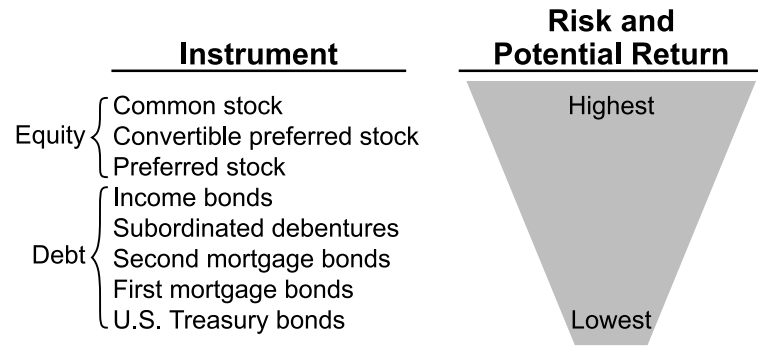 Instrument
Risk and
Potential Return
Equity
Common stock
Convertible preferred stock
Preferred stock
Debt
Income bonds
Subordinated debentures
Second mortgage bonds
First mortgage bonds
U.S. Treasury bonds
Highest
Lowest